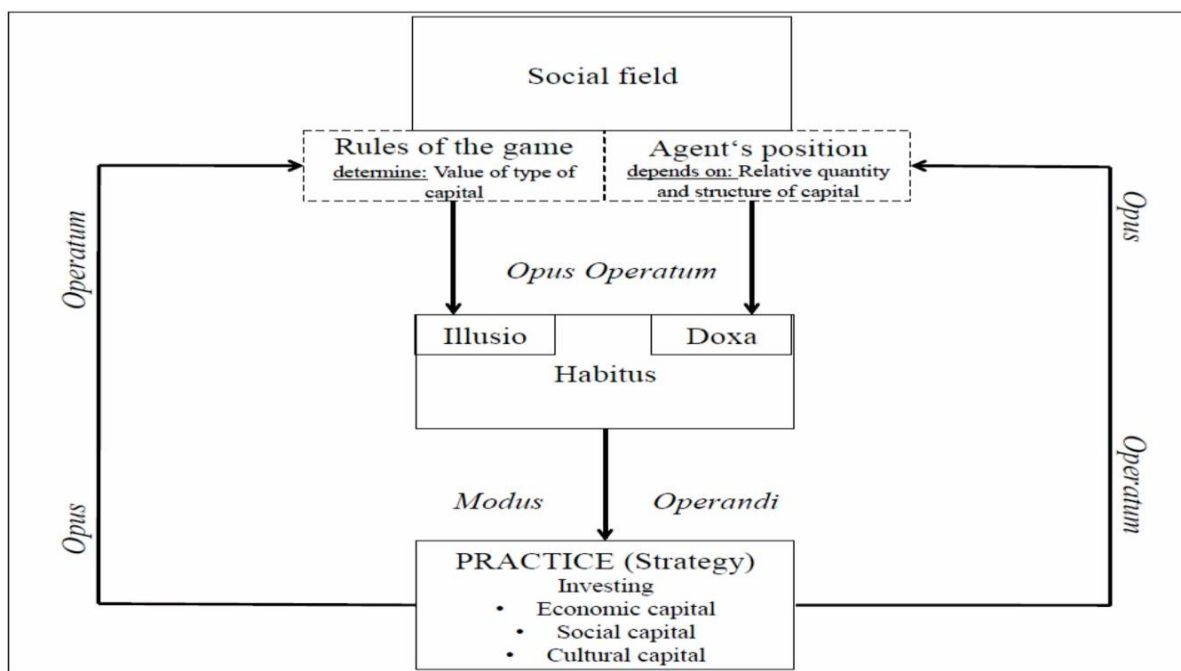 Social field
Rules of the game
determine: Value of type of
capital
Agent‘s position
depends on: Relative quantity
and structure of capital
Operatum
Opus
Opus Operatum
Illusio
Doxa
Habitus
Modus
Operandi
Opus
Operatum
PRACTICE (Strategy)
Investing
• Economic capital
• Social capital
• Cultural capital